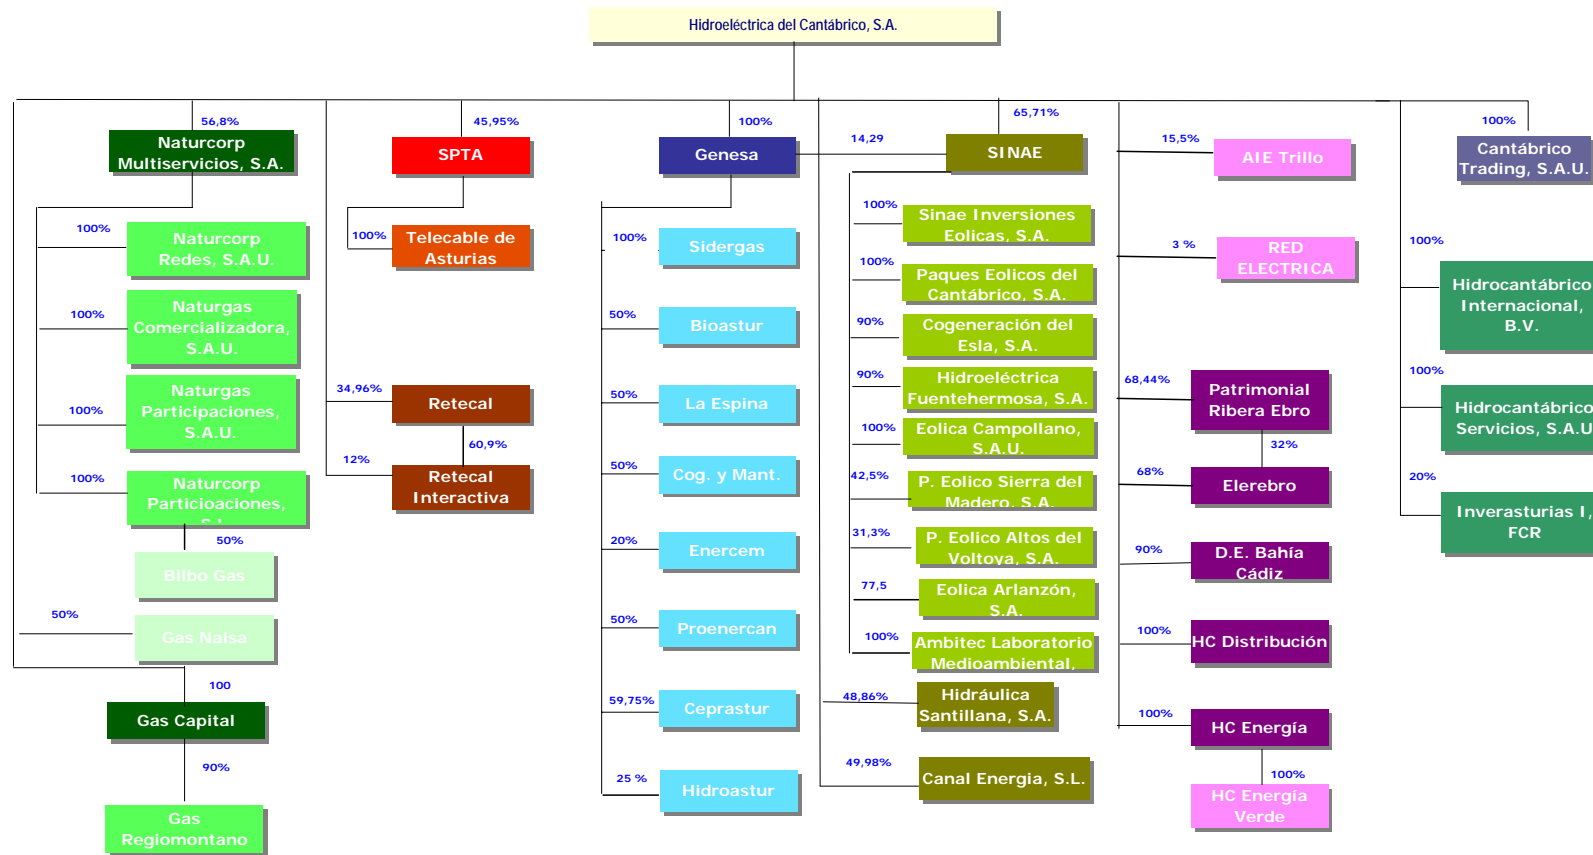 Hidroeléctrica del Cantábrico, S.A.
56,8%
Naturcorp
Multiservicios, S.A.
100%
Naturcorp
Redes, S.A.U.
100%
Naturgas
Comercializadora,
S.A.U.
100%
Naturgas
Participaciones,
S.A.U.
100%
Naturcorp
Particioaciones,
50%
Bilbo Gas
50%
Gas Nalsa
100
Gas Capital
90%
Gas
Regiomontano
45,95%
SPTA
100%
Telecable de
Asturias
34,96%
Retecal
60,9%
12%
Retecal
Interactiva
100%
Genesa
14,29
100%
Sidergas
50%
Bioastur
50%
La Espina
50%
Cog. y Mant.
20%
Enercem
50%
Proenercan
59,75%
Ceprastur
25 %
Hidroastur
65,71%
SINAE
100%
Sinae Inversiones
Eolicas, S.A.
100%
Paques Eolicos del
Cantábrico, S.A.
90%
Cogeneración del
Esla, S.A.
90%
Hidroeléctrica
Fuentehermosa, S.A.
100%
Eolica Campollano,
S.A.U.
42,5%
P. Eolico Sierra del
Madero, S.A.
31,3%
P. Eolico Altos del
Voltoya, S.A.
77,5
Eolica Arlanzón,
S.A.
100%
Ambitec Laboratorio
Medioambiental,
48,86%
Hidráulica
Santillana, S.A.
49,98%
Canal Energia, S.L.
15,5%
AIE Trillo
3 %
RED
ELECTRICA
68,44%
Patrimonial
Ribera Ebro
32%
68%
Elerebro
90%
D.E. Bahía
Cádiz
100%
HC Distribución
100%
HC Energía
100%
HC Energía
Verde
100%
Cantábrico
Trading, S.A.U.
100%
Hidrocantábrico
Internacional,
B.V.
100%
Hidrocantábrico
Servicios, S.A.U
20%
Inverasturias I,
FCR